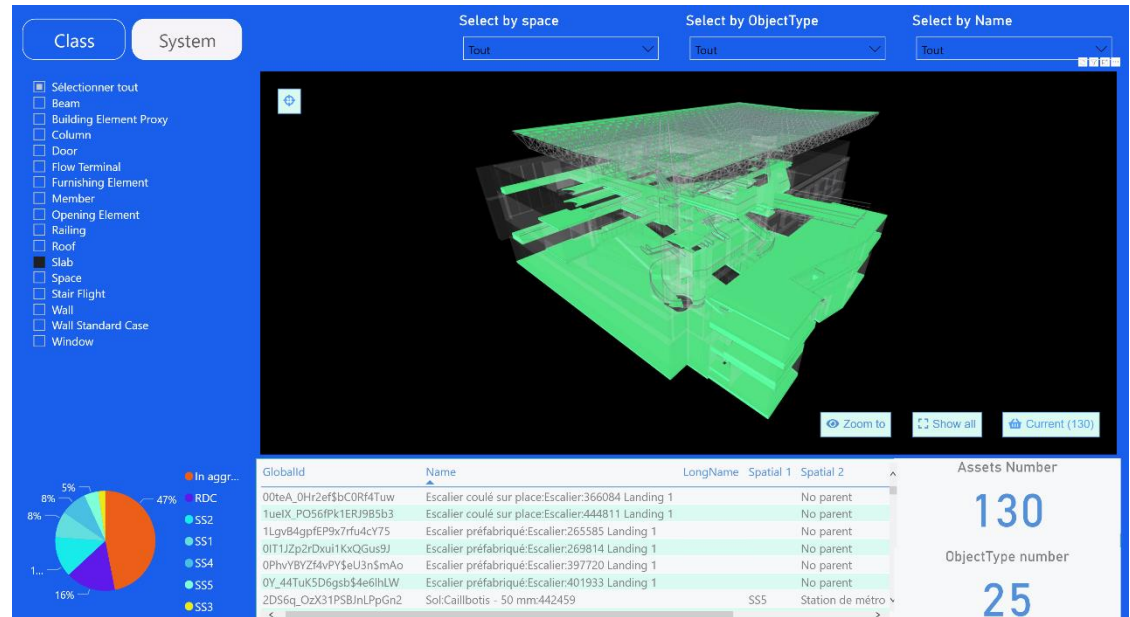 Class
System
Select by space
Tout
Select by ObjectType
Tout
Select by Name
Tout
Sélectionner tout
Beam
Building Element Proxy
Column
Door
Flow Terminal
Furnishing Element
Member
Opening Element
Railing
Roof
Slab
Space
Stair Flight
Wall
Wall Standard Case
Window
Zoom to
Show all
Current (130)
5%
8%
8%
1...
16%
47%
In aggr...
RDC
SS2
SS1
SS4
SS5
SS3
GlobalId Name LongName Spatial 1 Spatial 2
00teA_0Hr2ef$bC0Rf4Tuw Escalier coulé sur place:Escalier:366084 Landing 1 No parent
1ueIX_PO56fPk1ERJ9B5b3 Escalier coulé sur place:Escalier:444811 Landing 1 No parent
1LgvB4gpfEP9x7rfu4cY75 Escalier préfabriqué:Escalier:265585 Landing 1 No parent
0IT1JZp2rDxui1KxQGus9J Escalier préfabriqué:Escalier:269814 Landing 1 No parent
0PhvYBYZf4vPY$eU3n$mAo Escalier préfabriqué:Escalier:397720 Landing 1 No parent
0Y_44TuK5D6gsb$4e6lhLW Escalier préfabriqué:Escalier:401933 Landing 1 No parent
2DS6q_OzX31PSBJnLPpGn2 Sol:Caillbotis - 50 mm:442459 SS5 Station de métro
Assets Number
130
ObjectType number
25